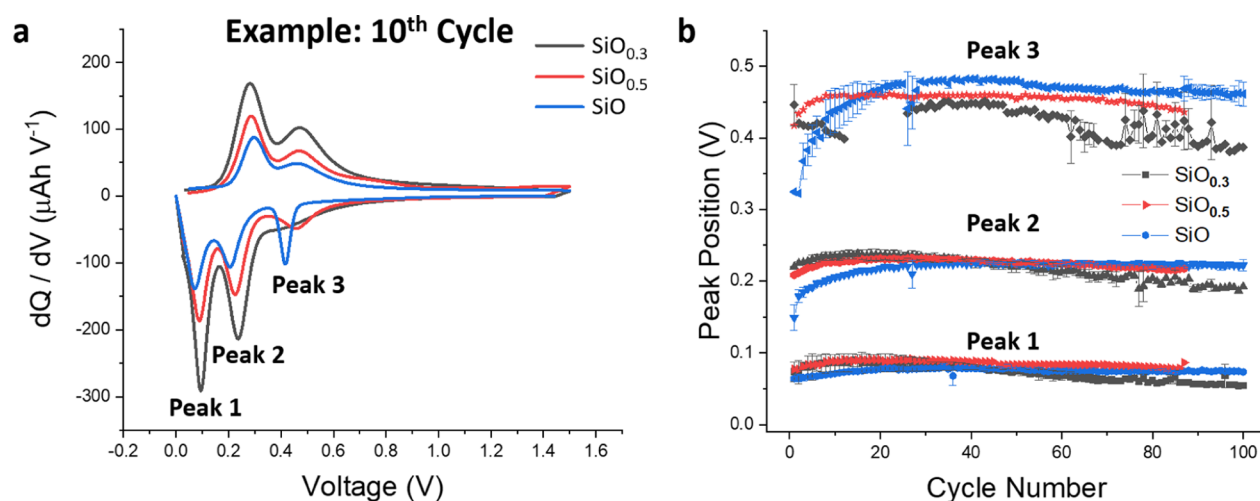 a
Example: 10th Cycle
SiO0.3
SiO0.5
SiO
200
100
0
-100
-200
-300
dQ / dV (µAh V⁻¹)
Peak 1
Peak 2
Peak 3
-0.2 0.0 0.2 0.4 0.6 0.8 1.0 1.2 1.4 1.6
Voltage (V)
b
Peak 3
Peak 2
Peak 1
SiO0.3
SiO0.5
SiO
0.5
0.4
0.3
0.2
0.1
0.0
Peak Position (V)
0 20 40 60 80 100
Cycle Number